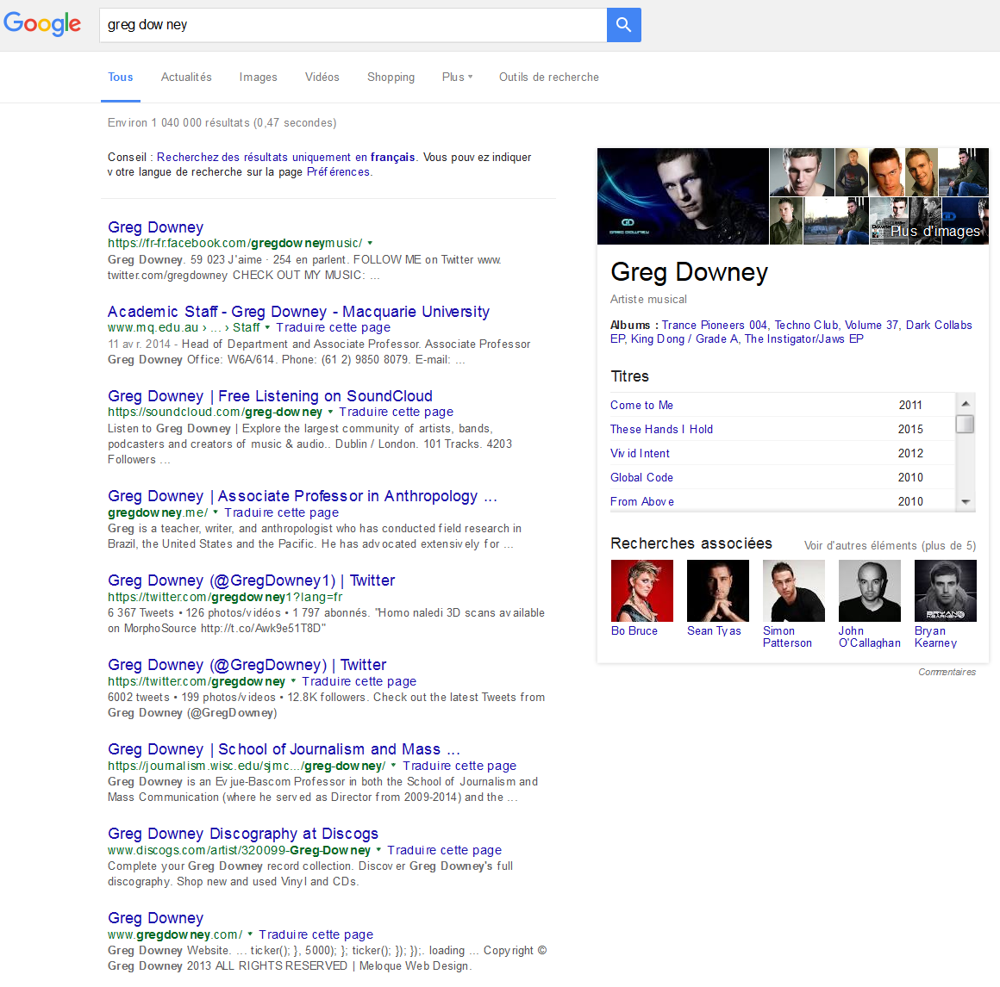 Google
greg downey
Tous Actualités Images Vidéos Shopping Plus Outils de recherche
Environ 1 040 000 résultats (0,47 secondes)
Conseil : Recherchez des résultats uniquement en français. Vous pouvez indiquer
votre langue de recherche sur la page Préférences.
Greg Downey
https://fr-fr.facebook.com/gregdowneymusic/
Greg Downey. 59 023 J'aime · 254 en parlent. FOLLOW ME on Twitter www.
twitter.com/gregdowney CHECK OUT MY MUSIC: ...
Academic Staff - Greg Downey - Macquarie University
www.mq.edu.au › ... › Staff Traduire cette page
11 avr. 2014 - Head of Department and Associate Professor. Associate Professor
Greg Downey Office: W6A/614. Phone: (61 2) 9850 8079. E-mail: ...
Greg Downey | Free Listening on SoundCloud
https://soundcloud.com/greg-downey Traduire cette page
Listen to Greg Downey | Explore the largest community of artists, bands,
podcasters and creators of music & audio.. Dublin / London. 101 Tracks. 4203
Followers ...
Greg Downey | Associate Professor in Anthropology ...
gregdowney.me/ Traduire cette page
Greg is a teacher, writer, and anthropologist who has conducted field research in
Brazil, the United States and the Pacific. He has advocated extensively for ...
Greg Downey (@GregDowney1) | Twitter
https://twitter.com/gregdowney1?lang=fr
6 367 Tweets • 126 photos/vidéos • 1 797 abonnés. "Homo naledi 3D scans available
on MorphoSource http://t.co/Awk9e51T8D"
Greg Downey (@GregDowney) | Twitter
https://twitter.com/gregdowney Traduire cette page
6002 tweets • 199 photos/videos • 12.8K followers. Check out the latest Tweets from
Greg Downey (@GregDowney)
Greg Downey | School of Journalism and Mass ...
https://journalism.wisc.edu/sjmc.../greg-downey/ Traduire cette page
Greg Downey is an Evjue-Bascom Professor in both the School of Journalism and
Mass Communication (where he served as Director from 2009-2014) and the ...
Greg Downey Discography at Discogs
www.discogs.com/artist/320099-Greg-Downey Traduire cette page
Complete your Greg Downey record collection. Discover Greg Downey's full
discography. Shop new and used Vinyl and CDs.
Greg Downey
www.gregdowney.com/ Traduire cette page
Greg Downey Website. ... ticker(); }, 5000); }; ticker(); }); });. loading ... Copyright ©
Greg Downey 2013 ALL RIGHTS RESERVED | Meloque Web Design.
GREG DOWNEY
Plus d'images
Greg Downey
Artiste musical
Albums : Trance Pioneers 004, Techno Club, Volume 37, Dark Collabs
EP, King Dong / Grade A, The Instigator/Jaws EP
Titres
Come to Me 2011
These Hands I Hold 2015
Vivid Intent 2012
Global Code 2010
From Above 2010
Recherches associées Voir d'autres éléments (plus de 5)
BRYAN
KEARNEY
Bo Bruce Sean Tyas Simon John Bryan
Patterson O'Callaghan Kearney
Commentaires